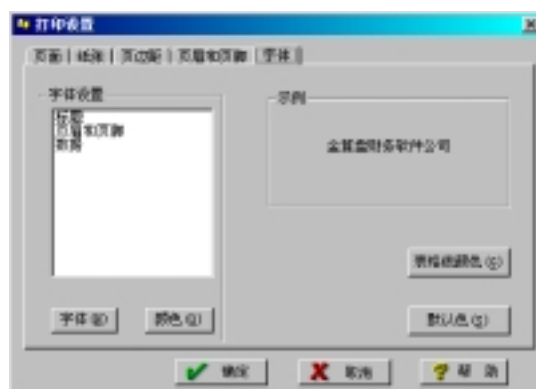 打印设置
页面 纸张 页边距 页眉和页脚 字体
字体设置
标题
页眉和页脚
数据
示例
金算盘财务软件公司
表格线颜色
字体
颜色
默认色
确定
取消
帮 助